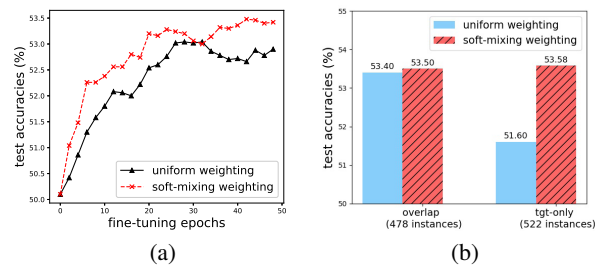 (a)
53.5
53.0
52.5
52.0
51.5
51.0
50.5
50.0
test accuracies (%)
uniform weighting
soft-mixing weighting
0 10 20 30 40 50
fine-tuning epochs
(a)
(b)
55
54
53
52
51
50
test accuracies (%)
uniform weighting
soft-mixing weighting
53.40 53.50
51.60 53.58
overlap
(478 instances)
tgt-only
(522 instances)
(b)